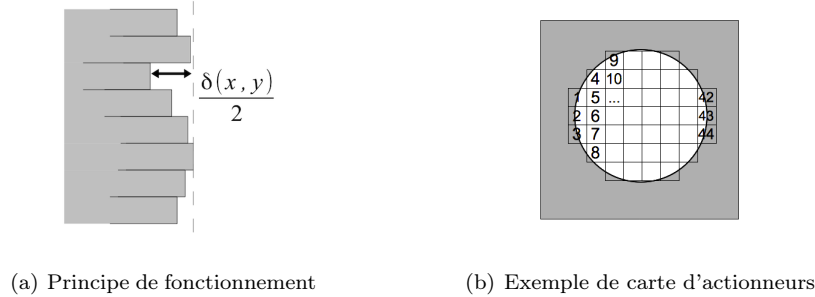 δ(x, y)
2
9
4 10
1 5 ... 42
2 6 43
3 7 44
8
(a) Principe de fonctionnement
(b) Exemple de carte d'actionneurs